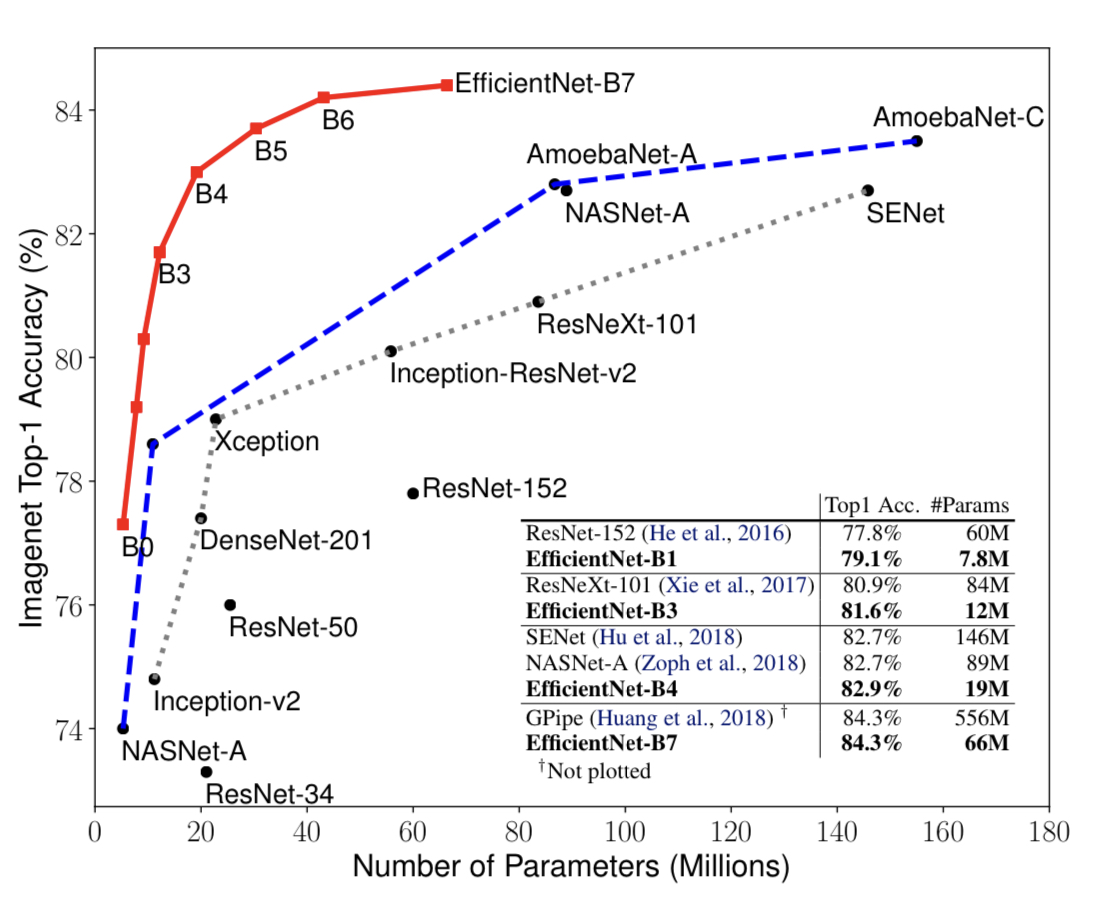 EfficientNet-B7
84
AmoebaNet-C
B6
B5
AmoebaNet-A
B4
NASNet-A
SENet
82
B3
ResNeXt-101
80
Inception-ResNet-v2
Xception
78
ResNet-152
B0
DenseNet-201
76
ResNet-50
Inception-v2
74
NASNet-A
ResNet-34
Imagenet Top-1 Accuracy (%)
Top1 Acc. #Params
ResNet-152 (He et al., 2016) 77.8% 60M
EfficientNet-B1 79.1% 7.8M
ResNeXt-101 (Xie et al., 2017) 80.9% 84M
EfficientNet-B3 81.6% 12M
SENet (Hu et al., 2018) 82.7% 146M
NASNet-A (Zoph et al., 2018) 82.7% 89M
EfficientNet-B4 82.9% 19M
GPipe (Huang et al., 2018) † 84.3% 556M
EfficientNet-B7 84.3% 66M
†Not plotted
0 20 40 60 80 100 120 140 160 180
Number of Parameters (Millions)